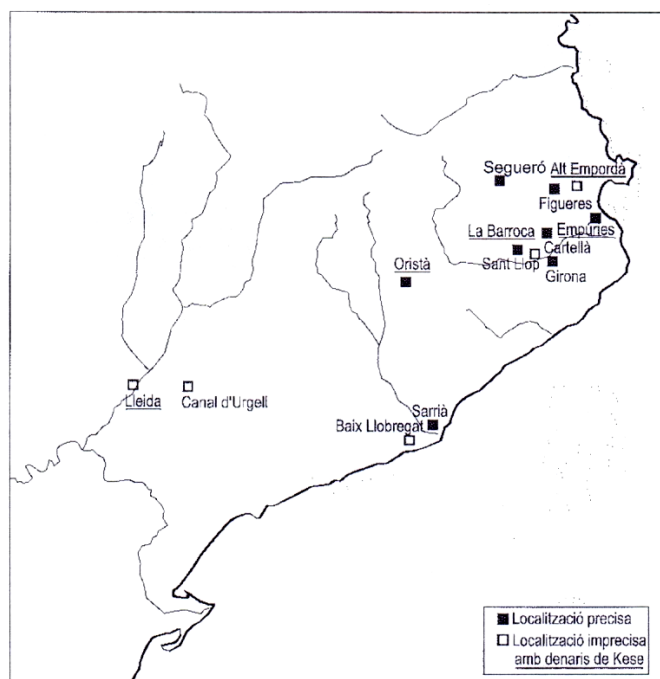 Segueró
Alt Empordà
Figueres
La Barroca
Empúries
Cartellà
Sant Llop
Girona
Oristà
Lleida
Canal d'Urgell
Sarrià
Baix Llobregat
Localització precisa
Localització imprecisa
amb denaris de Kese